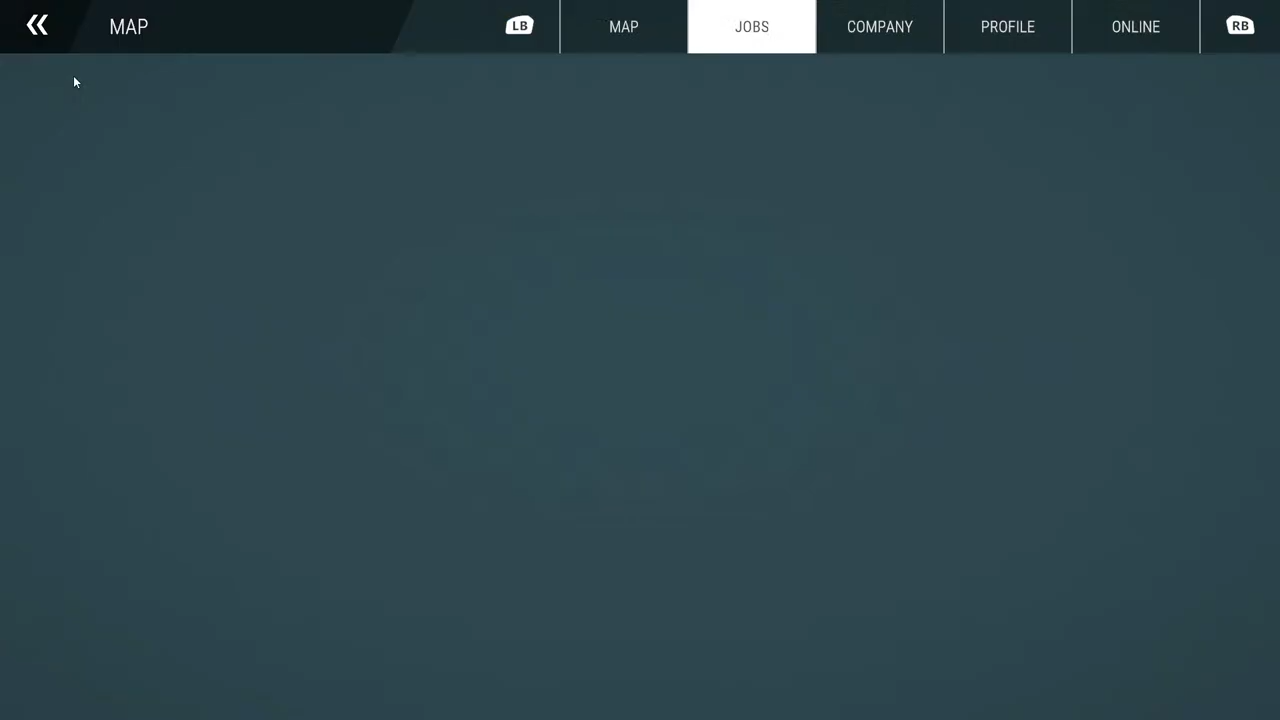 MAP
LB
MAP
JOBS
COMPANY
PROFILE
ONLINE
RB